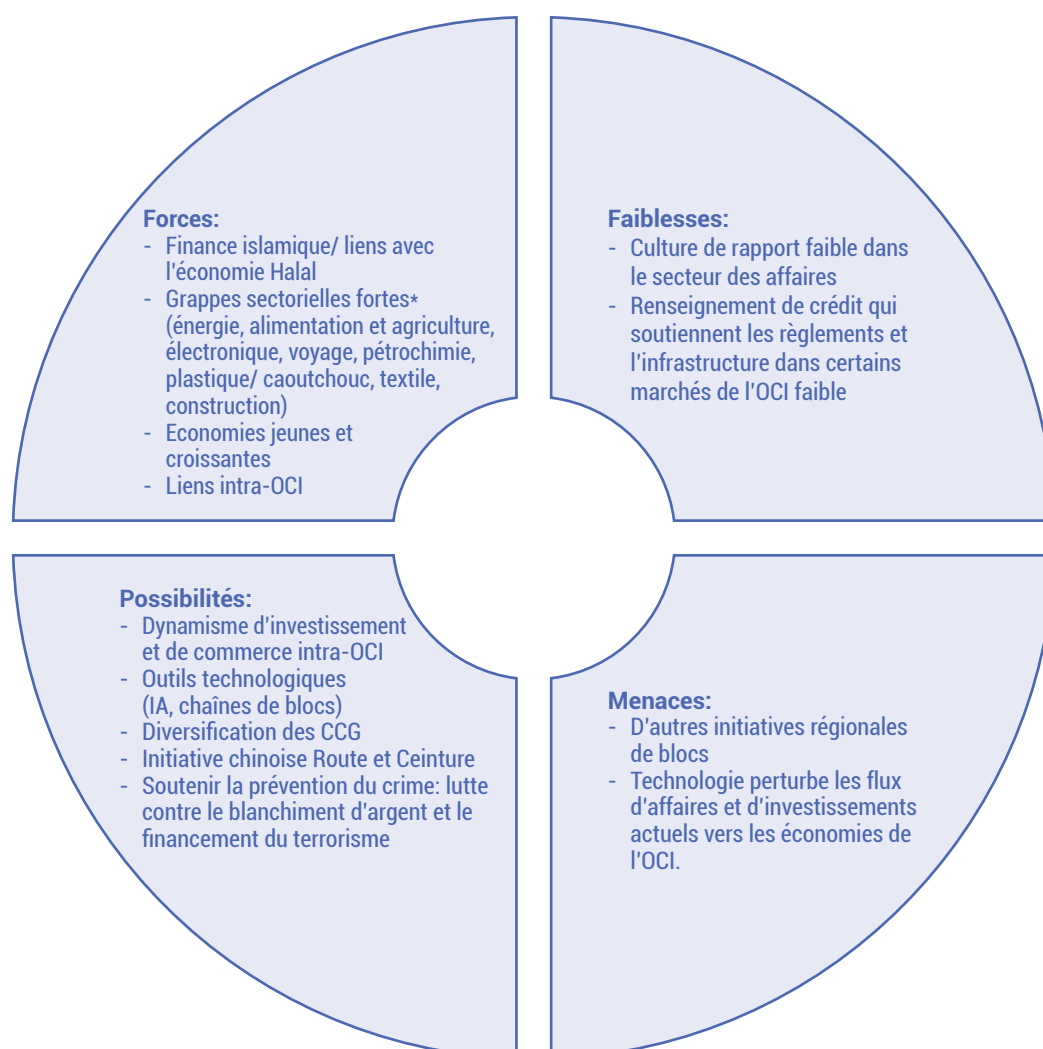 Forces:
- Finance islamique/ liens avec
l'économie Halal
- Grappes sectorielles fortes*
(énergie, alimentation et agriculture,
électronique, voyage, pétrochimie,
plastique/ caoutchouc, textile,
construction)
- Economies jeunes et
croissantes
- Liens intra-OCI
Faiblesses:
- Culture de rapport faible dans
le secteur des affaires
- Renseignement de crédit qui
soutiennent les règlements et
l'infrastructure dans certains
marchés de l'OCI faible
Possibilités:
- Dynamisme d'investissement
et de commerce intra-OCI
- Outils technologiques
(IA, chaînes de blocs)
- Diversification des CCG
- Initiative chinoise Route et Ceinture
- Soutenir la prévention du crime: lutte
contre le blanchiment d'argent et le
financement du terrorisme
Menaces:
- D'autres initiatives régionales
de blocs
- Technologie perturbe les flux
d'affaires et d'investissements
actuels vers les économies de
l'OCI.